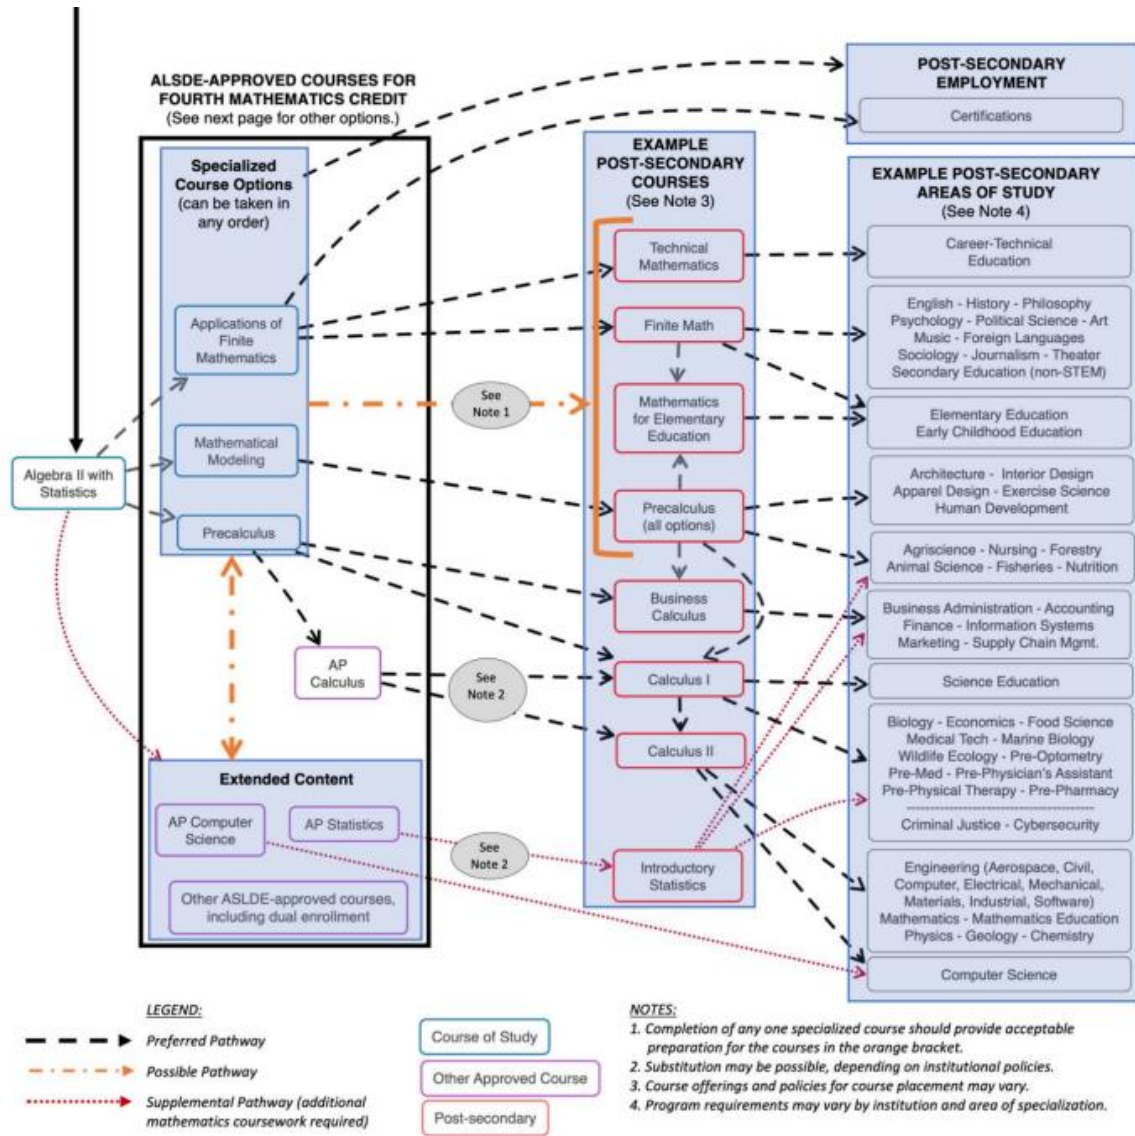 POST-SECONDARY
EMPLOYMENT
Certifications
ALSDE-APPROVED COURSES FOR
FOURTH MATHEMATICS CREDIT
(See next page for other options.)
Specialized
Course Options
(can be taken in
any order)
Applications of
Finite
Mathematics
Mathematical
Modeling
Precalculus
Algebra II with
Statistics
AP
Calculus
Extended Content
AP Computer
Science
AP Statistics
Other ASLDE-approved courses,
including dual enrollment
See
Note 1
See
Note 2
See
Note 2
EXAMPLE
POST-SECONDARY
COURSES
(See Note 3)
Technical
Mathematics
Finite Math
Mathematics
for Elementary
Education
Precalculus
(all options)
Business
Calculus
Calculus I
Calculus II
Introductory
Statistics
EXAMPLE POST-SECONDARY
AREAS OF STUDY
(See Note 4)
Career-Technical
Education
English - History - Philosophy
Psychology - Political Science - Art
Music - Foreign Languages
Sociology - Journalism - Theater
Secondary Education (non-STEM)
Elementary Education
Early Childhood Education
Architecture - Interior Design
Apparel Design - Exercise Science
Human Development
Agriscience - Nursing - Forestry
Animal Science - Fisheries - Nutrition
Business Administration - Accounting
Finance - Information Systems
Marketing - Supply Chain Mgmt.
Science Education
Biology - Economics - Food Science
Medical Tech - Marine Biology
Wildlife Ecology - Pre-Optometry
Pre-Med - Pre-Physician's Assistant
Pre-Physical Therapy - Pre-Pharmacy
Criminal Justice - Cybersecurity
Engineering (Aerospace, Civil,
Computer, Electrical, Mechanical,
Materials, Industrial, Software)
Mathematics - Mathematics Education
Physics - Geology - Chemistry
Computer Science
LEGEND:
Preferred Pathway
Possible Pathway
Supplemental Pathway (additional
mathematics coursework required)
Course of Study
Other Approved Course
Post-secondary
NOTES:
1. Completion of any one specialized course should provide acceptable
preparation for the courses in the orange bracket.
2. Substitution may be possible, depending on institutional policies.
3. Course offerings and policies for course placement may vary.
4. Program requirements may vary by institution and area of specialization.